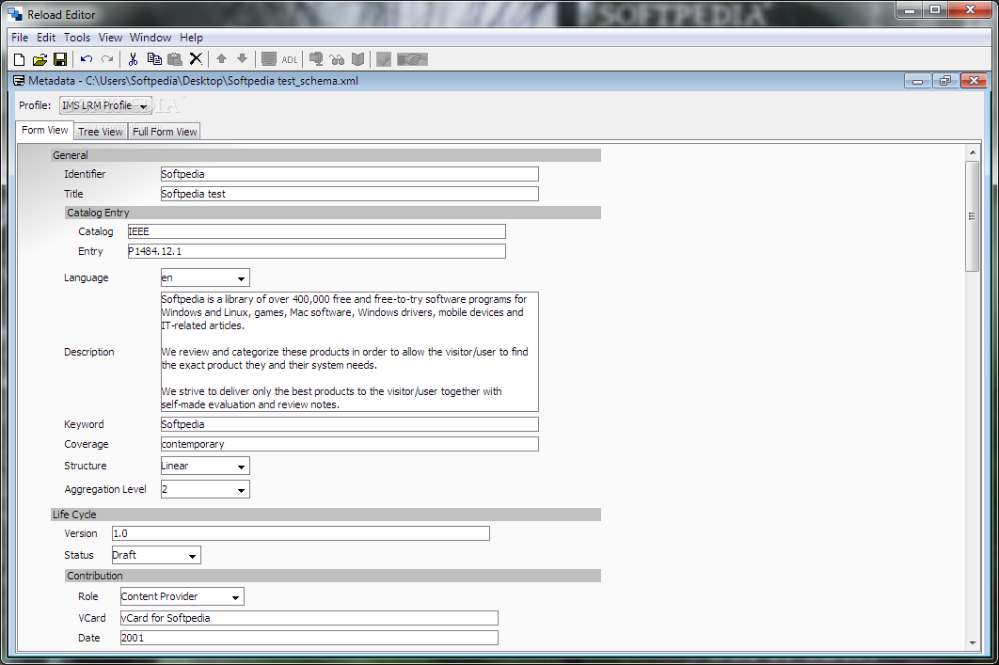 SOFTPEDIA
Reload Editor
File Edit Tools View Window Help
ADL
Metadata - C:\Users\Softpedia\Desktop\Softpedia test_schema.xml
Profile: IMS LRM Profile
Form View Tree View Full Form View
General
Identifier Softpedia
Title Softpedia test
Catalog Entry
Catalog IEEE
Entry P1484.12.1
Language en
Softpedia is a library of over 400,000 free and free-to-try software programs for
Windows and Linux, games, Mac software, Windows drivers, mobile devices and
IT-related articles.
Description
We review and categorize these products in order to allow the visitor/user to find
the exact product they and their system needs.
We strive to deliver only the best products to the visitor/user together with
self-made evaluation and review notes.
Keyword Softpedia
Coverage contemporary
Structure Linear
Aggregation Level 2
Life Cycle
Version 1.0
Status Draft
Contribution
Role Content Provider
VCard vCard for Softpedia
Date 2001